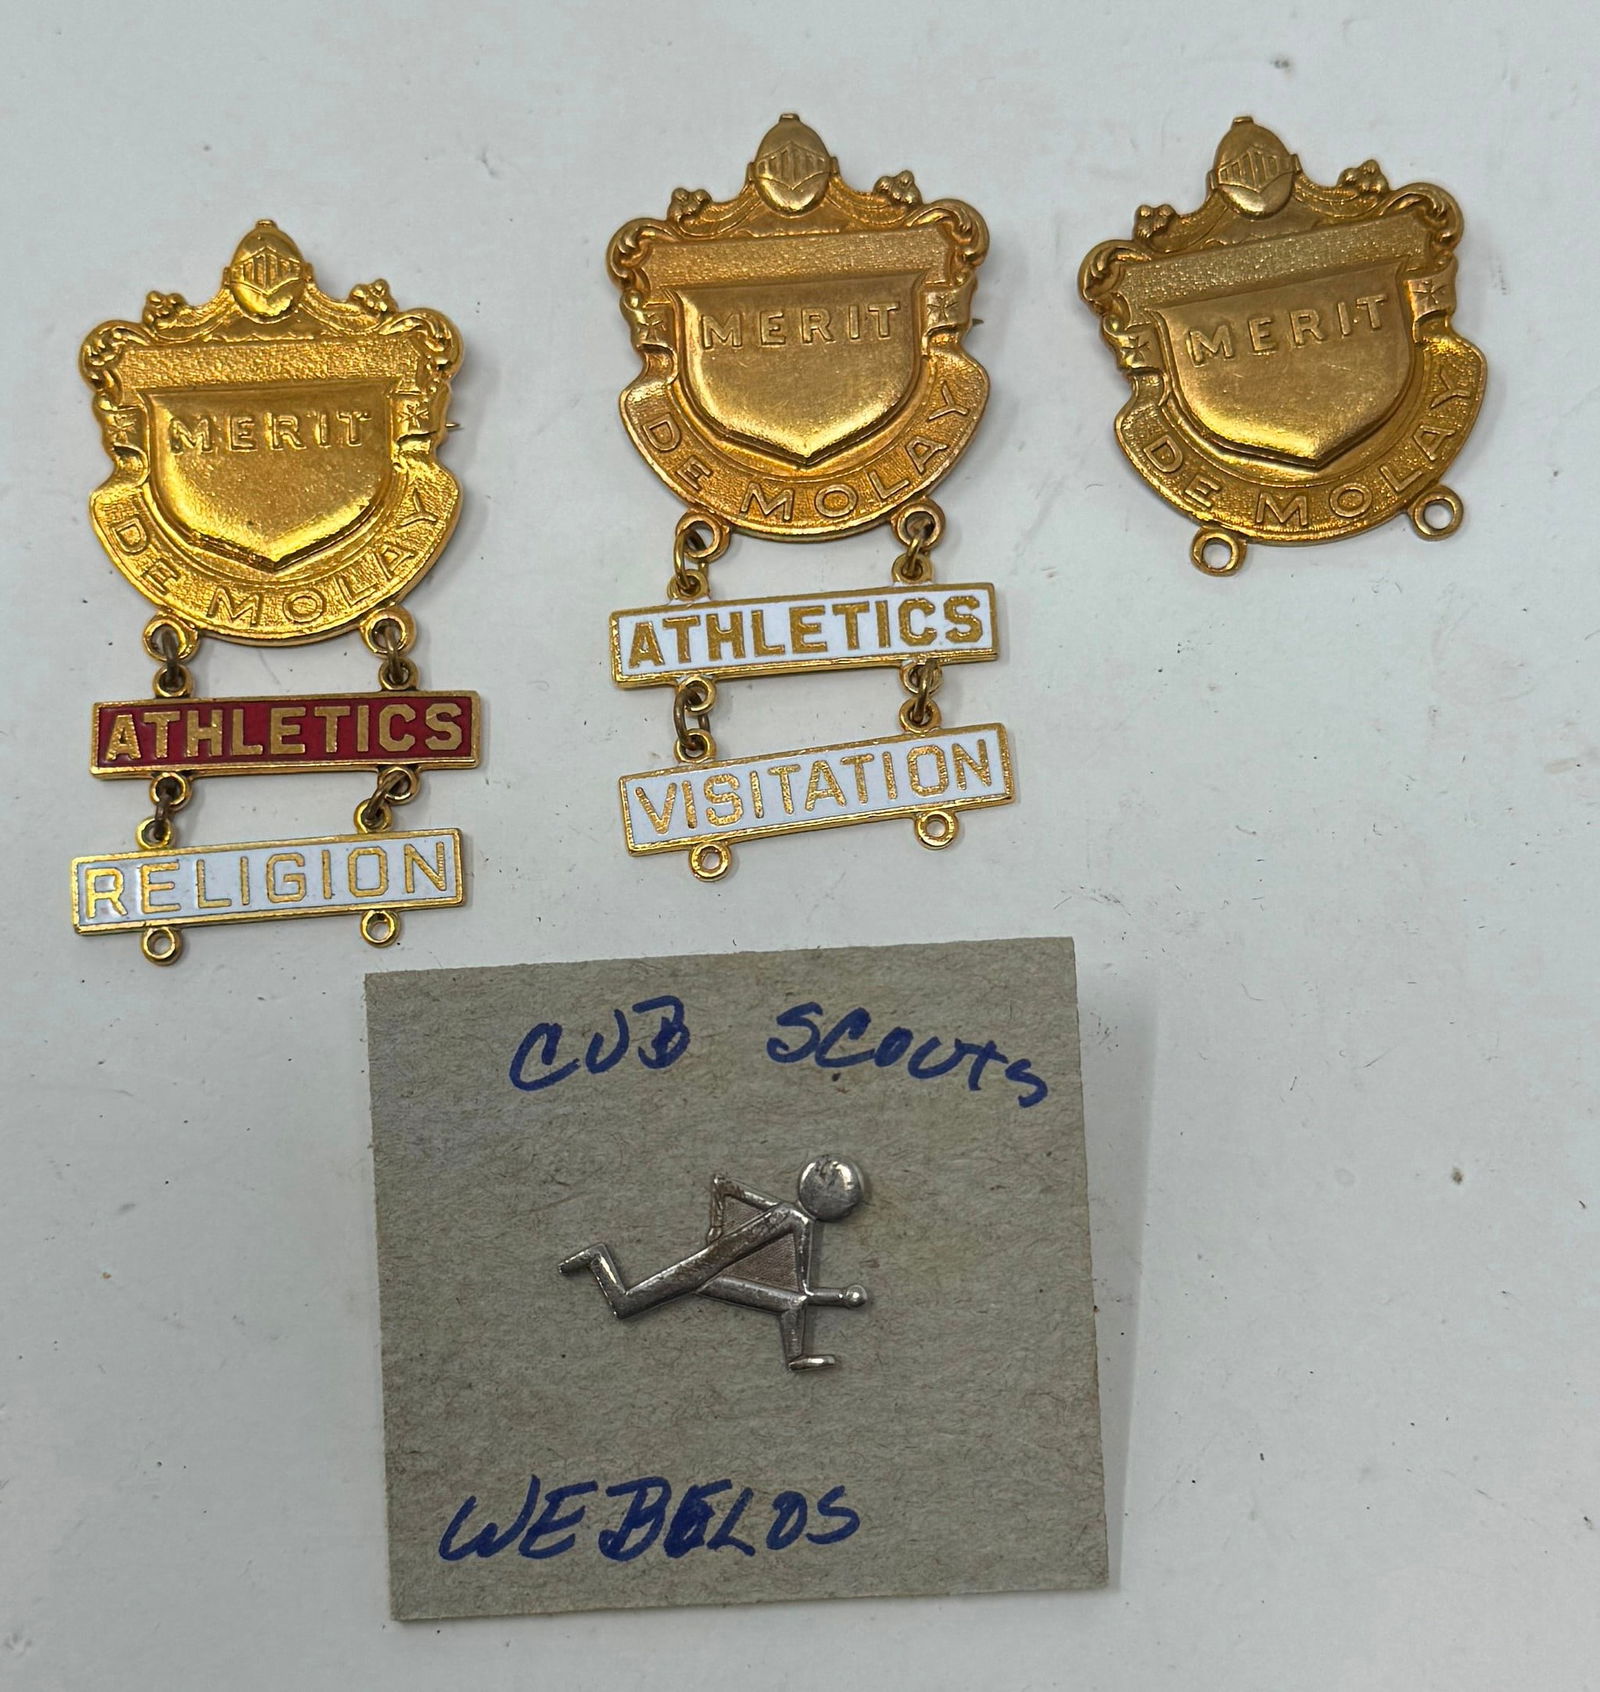 MERIT
DE MOLAY
ATHLETICS
RELIGION
MERIT
DE MOLAY
ATHLETICS
VISITATION
MERIT
DE MOLAY
CUB SCOUTS
WEBELOS